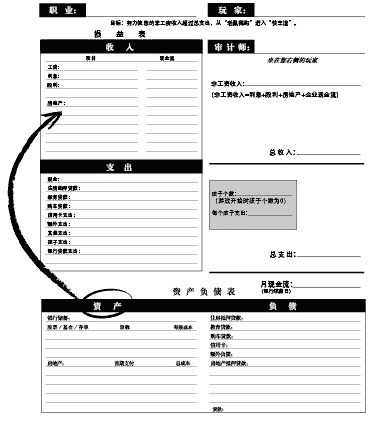 职 业：
玩 家：
目标：努力使您的非工资收入超过总支出，从“老鼠赛跑”进入“快车道”。
损 益 表
收 入
项目 现金流
工资：
利息：
股利：
房地产：
审 计 师：
坐在您右侧的玩家
非工资收入：
(非工资收入=利息+股利+房地产+企业现金流)
总 收 入：
支 出
税金：
住房抵押贷款：
教育贷款：
购车贷款：
信用卡支出：
额外支出：
其他支出：
孩子支出：
银行贷款支出：
孩子个数：
(游戏开始时孩子个数为0)
每个孩子支出：
总 支 出：
月现金流：
(银行结算日)
资 产 负 债 表
资 产
银行储蓄：
股票 / 基金 / 存单 股数 每股成本
房地产： 首期支付 总成本
负 债
住房抵押贷款：
教育贷款：
购车贷款：
信用卡：
额外负债：
房地产抵押贷款：
贷款：